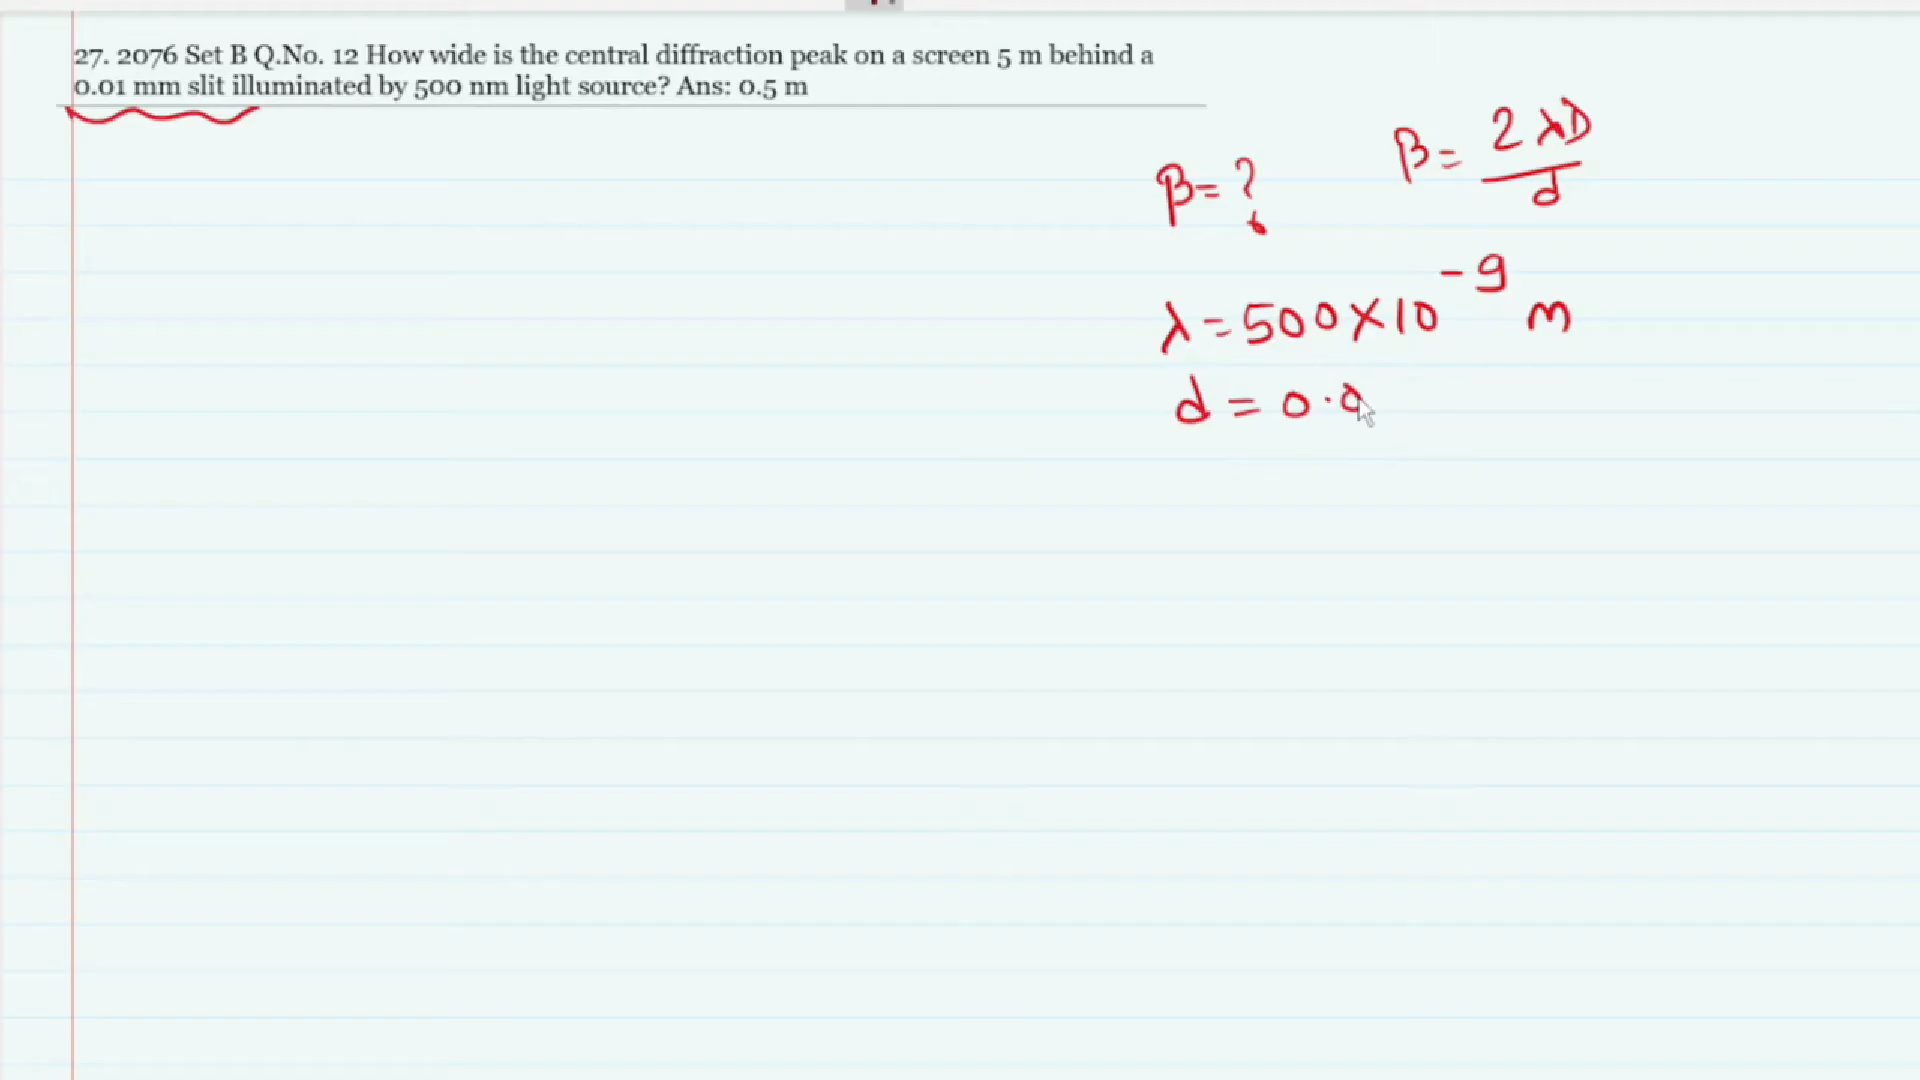 27. 2076 Set B Q.No. 12 How wide is the central diffraction peak on a screen 5 m behind a
0.01 mm slit illuminated by 500 nm light source? Ans: 0.5 m
β = ?
β = 2λD/d
λ = 500 × 10⁻⁹ m
d = 0.0